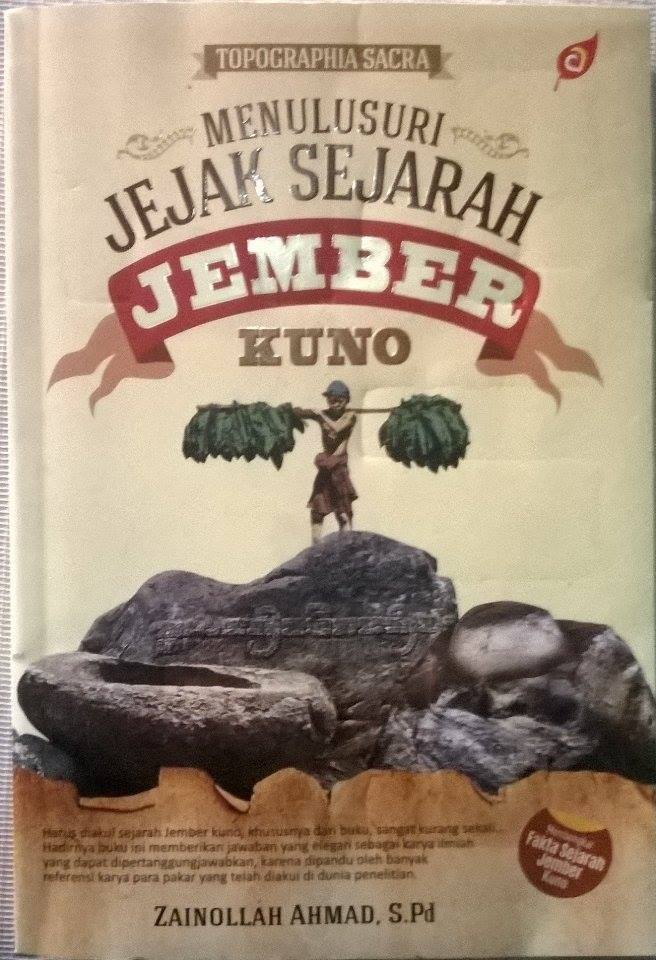 TOPOGRAPHIA SACRA
MENULUSURI
JEJAK SEJARAH
JEMBER
KUNO
Harus diakui sejarah Jember kuno, khususnya dari buku, sangat kurang sekali...
Hadirnya buku ini memberikan jawaban yang elegan sebagai karya ilmiah
yang dapat dipertanggungjawabkan, karena dipandu oleh banyak
referensi karya para pakar yang telah diakui di dunia penelitian.
Fakta Sejarah
Jember
Kuno
ZAINOLLAH AHMAD, S.Pd